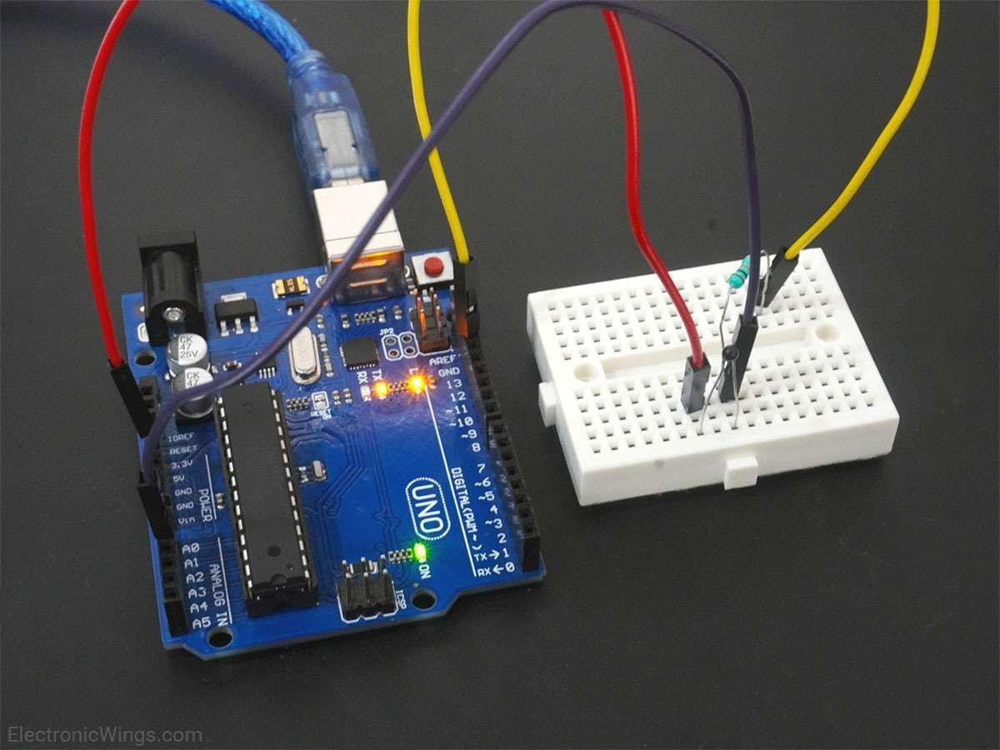 CK
47
25V
CK
47
JP2
RX
TX
L
AREF
GND
13
12
~11
~10
~9
8
7
~6
~5
4
~3
2
TX→1
RX←0
DIGITAL(PWM~)
RESET
IOREF
RESET
3.3V
5V
GND
GND
Vin
POWER
A0
A1
A2
A3
A4
A5
ANALOG IN
UNO
ON
ICSP
ElectronicWings.com